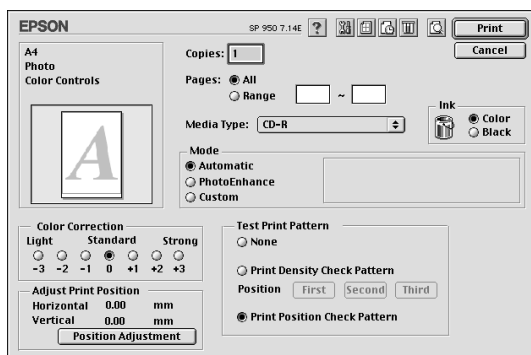 EPSON
SP 950 7.14E
?
Print
Cancel
A4
Photo
Color Controls
A
Copies: 1
Pages: All
Range ~
Media Type: CD-R
Ink
Color
Black
Mode
Automatic
PhotoEnhance
Custom
Color Correction
Light Standard Strong
-3 -2 -1 0 +1 +2 +3
Adjust Print Position
Horizontal 0.00 mm
Vertical 0.00 mm
Position Adjustment
Test Print Pattern
None
Print Density Check Pattern
Position First Second Third
Print Position Check Pattern